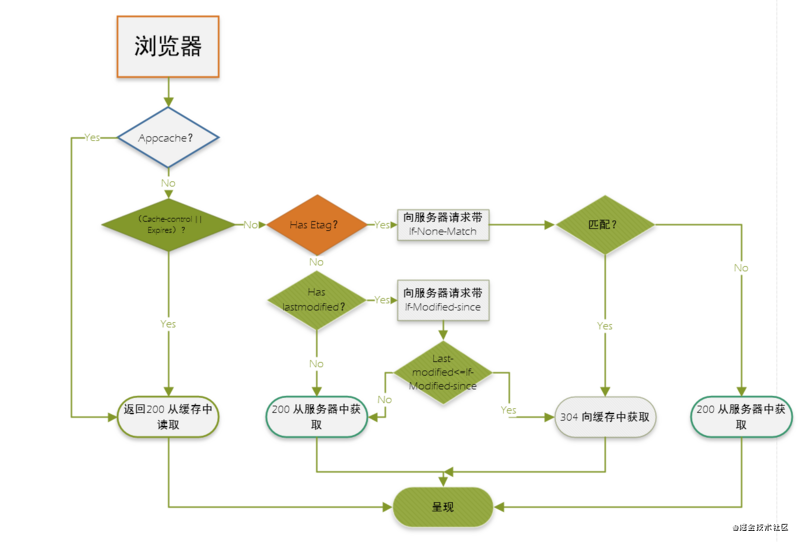 浏览器
Appcache？
Yes
No
（Cache-control ||
Expires）？
No
Has Etag？
Yes
向服务器请求带
If-None-Match
匹配？
No
No
Has
lastmodified？
Yes
向服务器请求带
If-Modified-since
Yes
Yes
No
Last-
modified<=If-
Modified-since
No
Yes
返回200 从缓存中
读取
200 从服务器中获
取
304 向缓存中获取
200 从服务器中获
取
呈现
@掘金技术社区